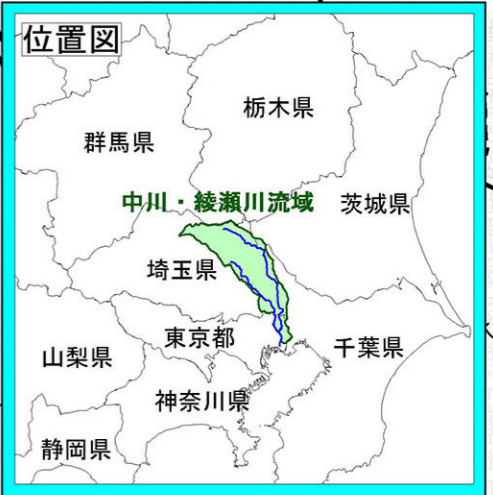 位置図
栃木県
群馬県
中川・綾瀬川流域
茨城県
埼玉県
東京都
千葉県
山梨県
神奈川県
静岡県